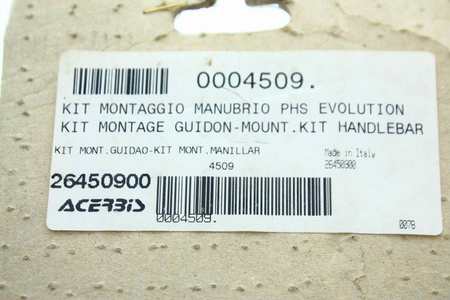 0004509.
KIT MONTAGGIO MANUBRIO PHS EVOLUTION
KIT MONTAGE GUIDON-MOUNT.KIT HANDLEBAR
KIT MONT.GUIDAO-KIT MONT.MANILLAR
Made in Italy
4509
26450900
26450900
ACERBIS
0004509.
0078